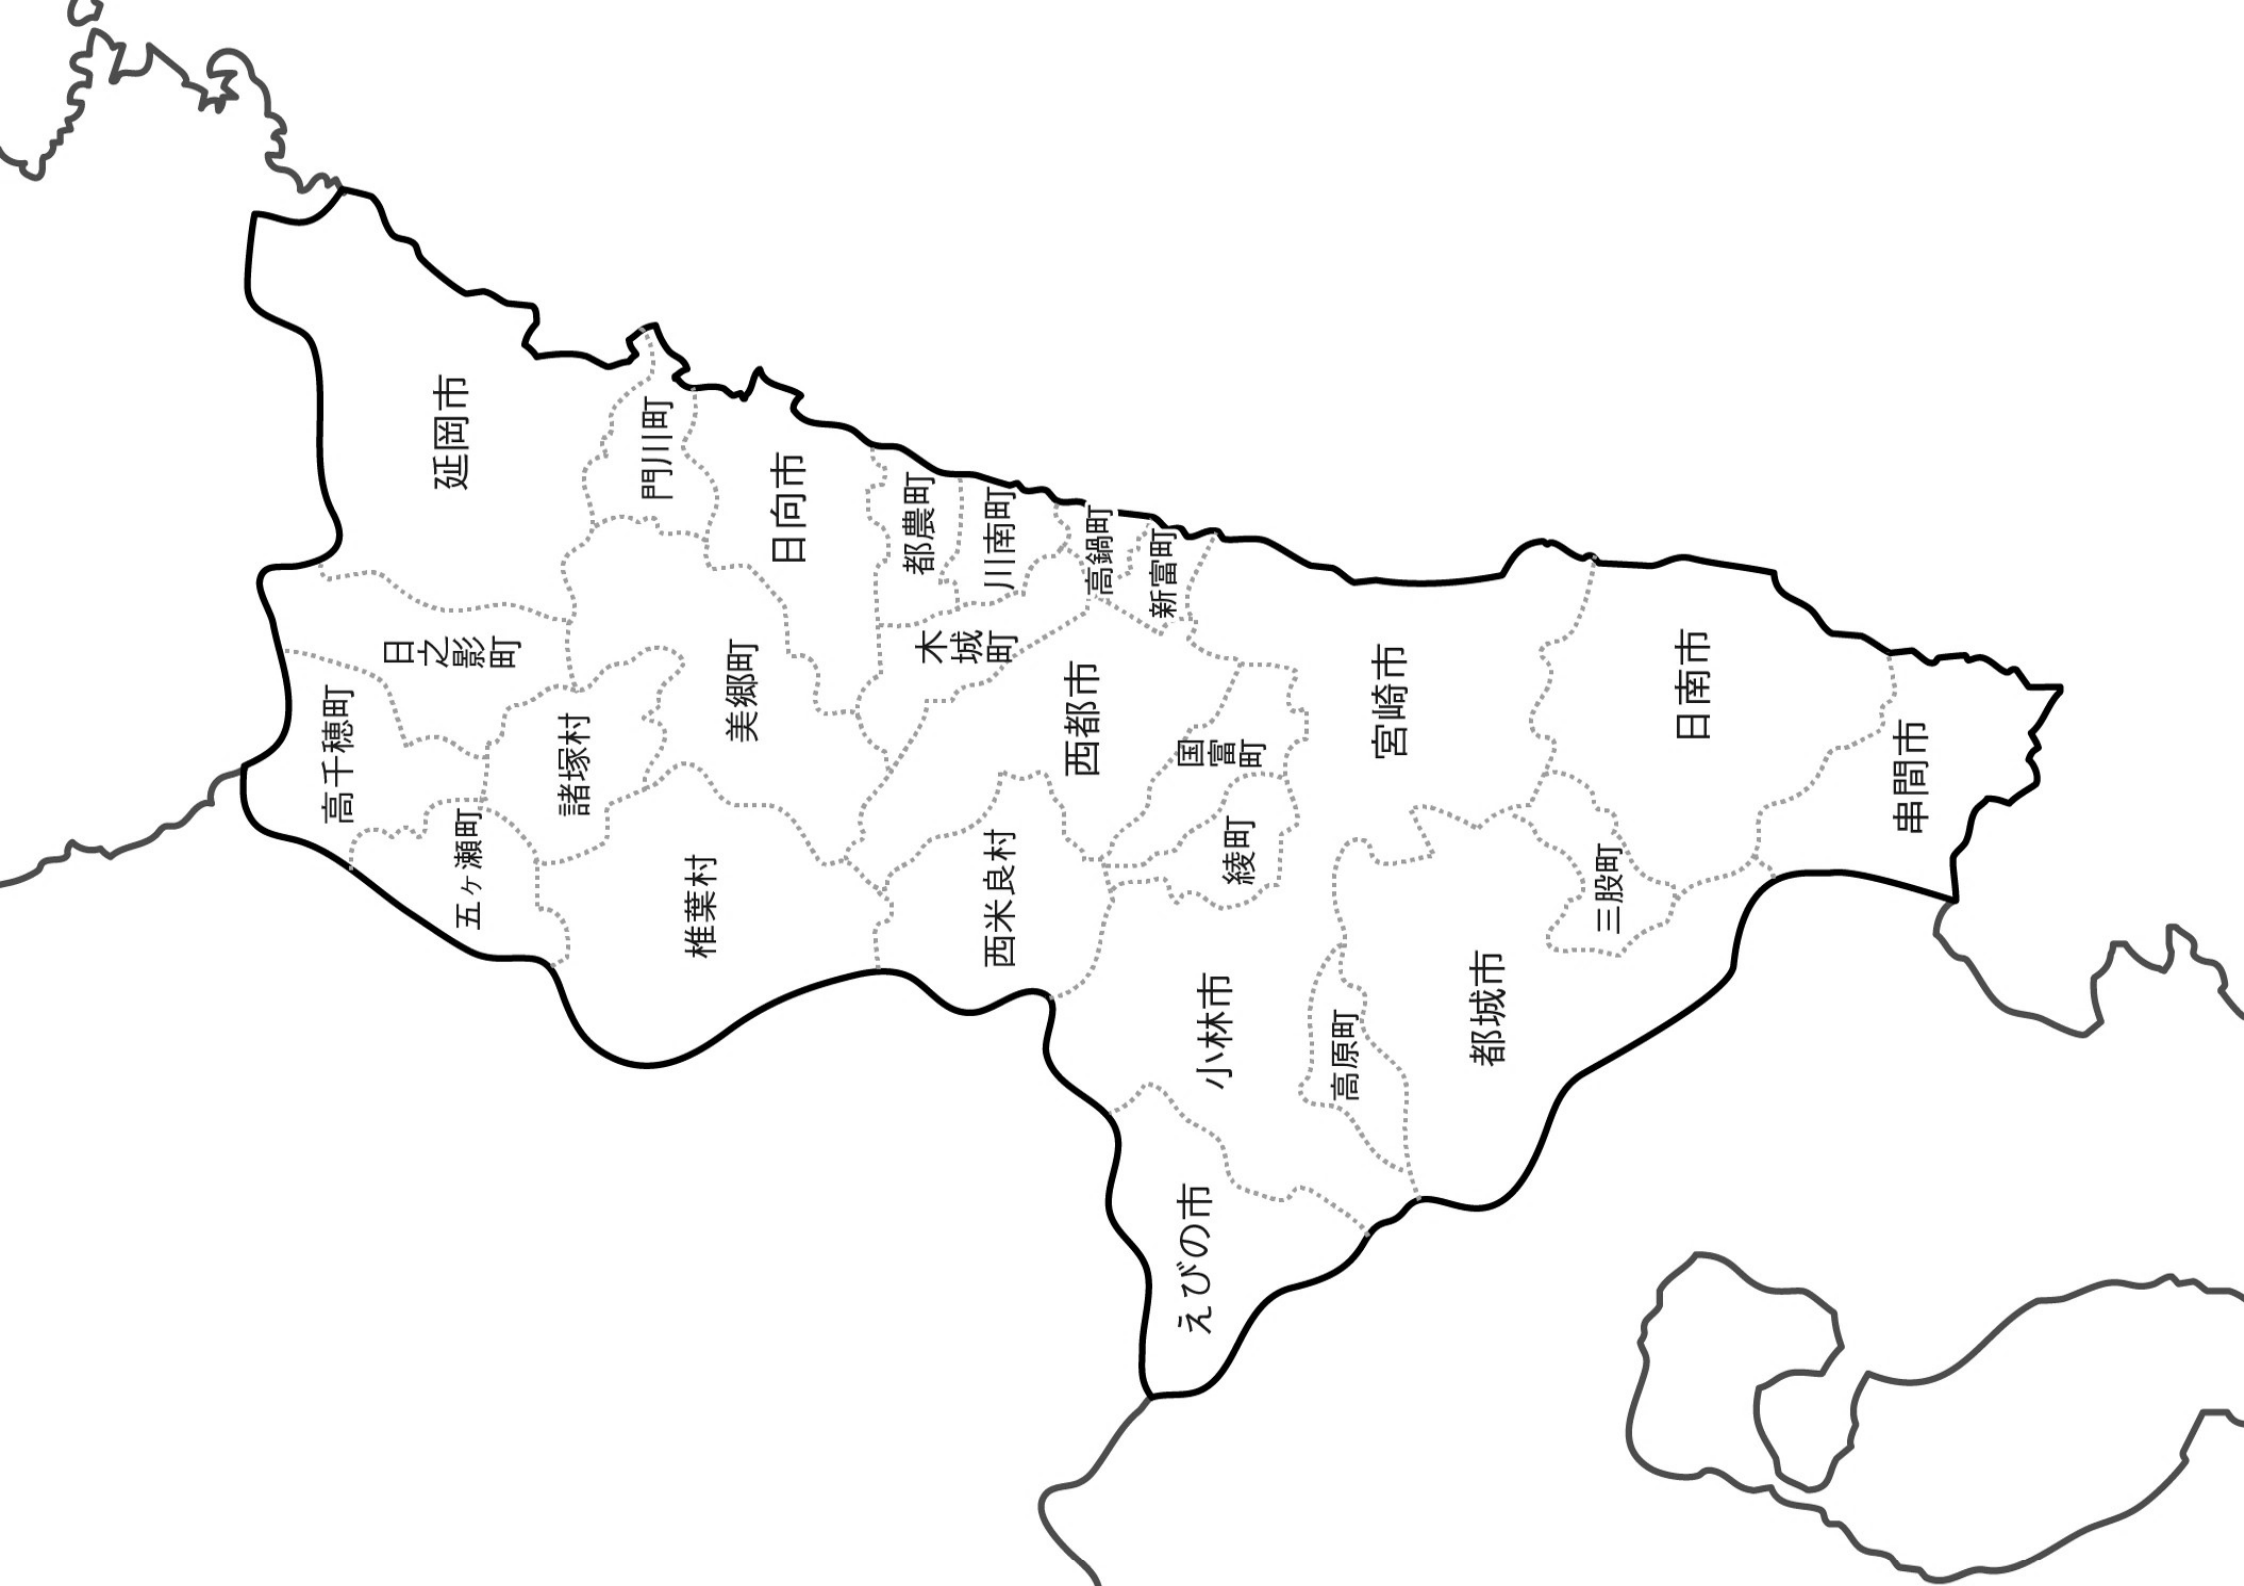 高千穂町
日之影町
延岡市
五ヶ瀬町
諸塚村
門川町
椎葉村
美郷町
日向市
都農町
木城町
川南町
西米良村
西都市
高鍋町
新富町
国富町
綾町
えびの市
小林市
宮崎市
高原町
都城市
三股町
日南市
串間市